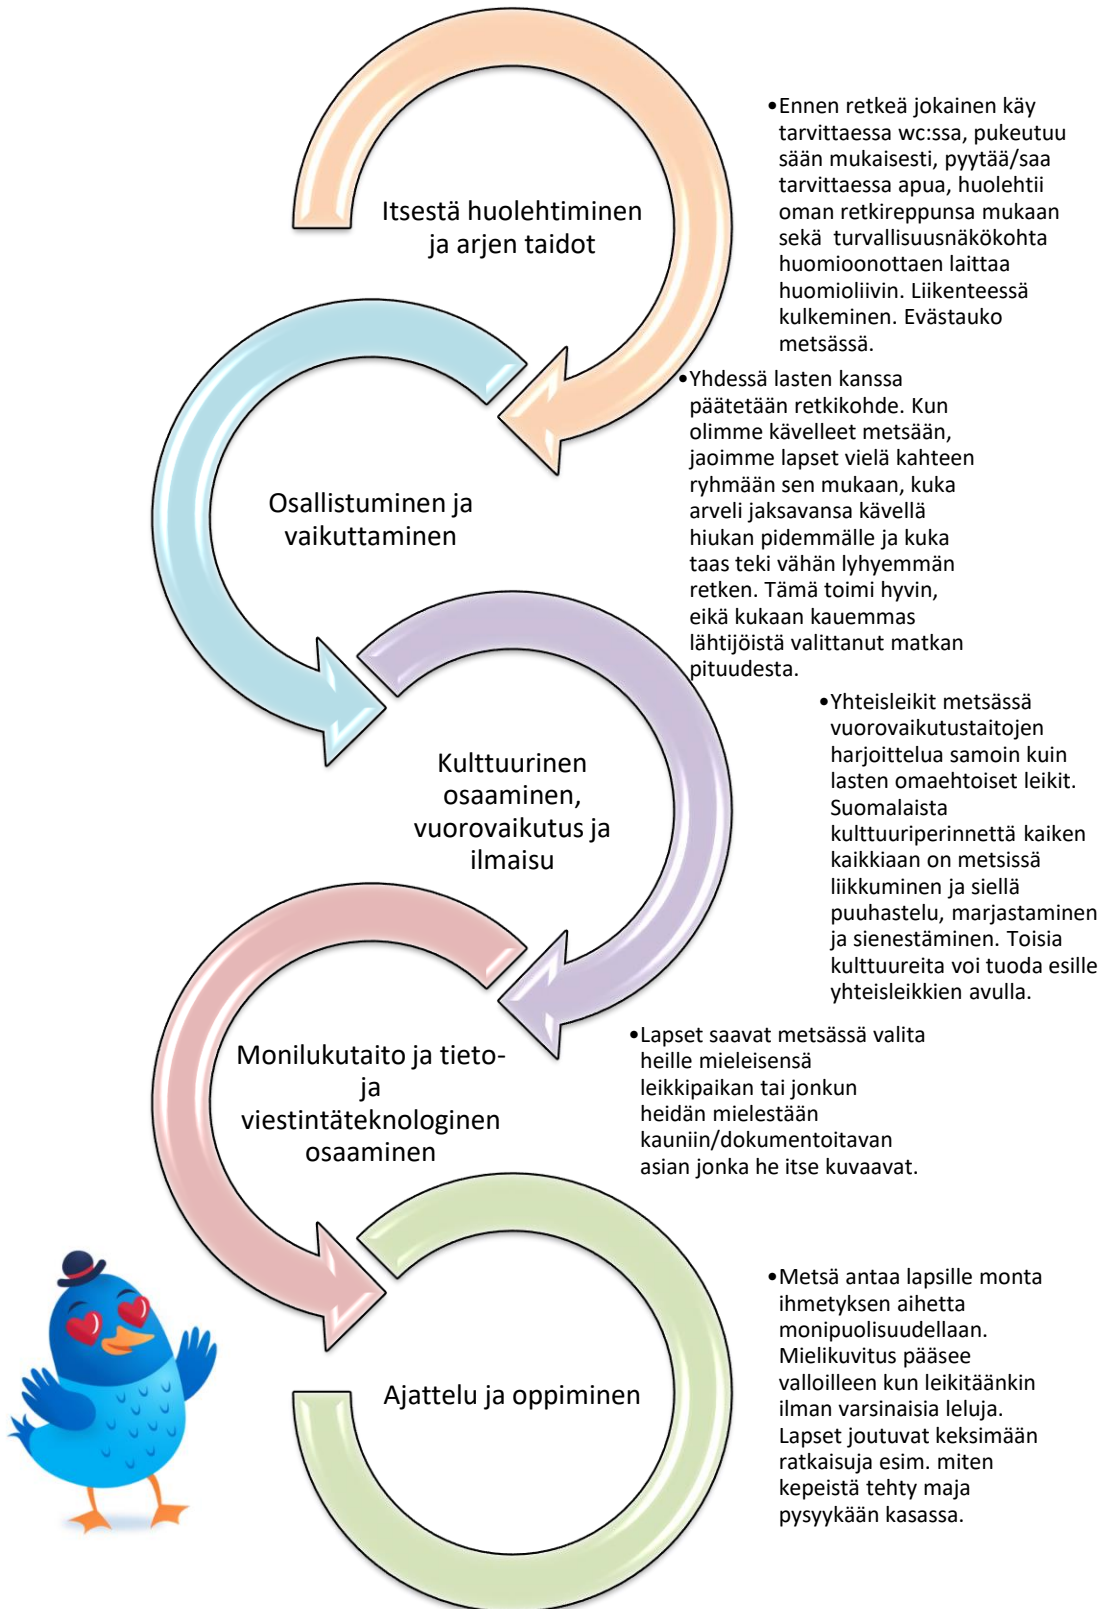 Itsestä huolehtiminen
ja arjen taidot
•Ennen retkeä jokainen käy
tarvittaessa wc:ssa, pukeutuu
sään mukaisesti, pyytää/saa
tarvittaessa apua, huolehtii
oman retkireppunsa mukaan
sekä turvallisuusnäkökohta
huomioonottaen laittaa
huomioliivin. Liikenteessä
kulkeminen. Evästauko
metsässä.
Osallistuminen ja
vaikuttaminen
•Yhdessä lasten kanssa
päätetään retkikohde. Kun
olimme kävelleet metsään,
jaoimme lapset vielä kahteen
ryhmään sen mukaan, kuka
arveli jaksavansa kävellä
hiukan pidemmälle ja kuka
taas teki vähän lyhyemmän
retken. Tämä toimi hyvin,
eikä kukaan kauemmas
lähtijöistä valittanut matkan
pituudesta.
Kulttuurinen
osaaminen,
vuorovaikutus ja
ilmaisu
•Yhteisleikit metsässä
vuorovaikutustaitojen
harjoittelua samoin kuin
lasten omaehtoiset leikit.
Suomalaista
kulttuuriperinnettä kaiken
kaikkiaan on metsissä
liikkuminen ja siellä
puuhastelu, marjastaminen
ja sienestäminen. Toisia
kulttuureita voi tuoda esille
yhteisleikkien avulla.
Monilukutaito ja tieto-
ja
viestintäteknologinen
osaaminen
•Lapset saavat metsässä valita
heille mieleisensä
leikkipaikan tai jonkun
heidän mielestään
kauniin/dokumentoitavan
asian jonka he itse kuvaavat.
Ajattelu ja oppiminen
•Metsä antaa lapsille monta
ihmetyksen aihetta
monipuolisuudellaan.
Mielikuvitus pääsee
valloilleen kun leikitäänkin
ilman varsinaisia leluja.
Lapset joutuvat keksimään
ratkaisuja esim. miten
kepeistä tehty maja
pysyykään kasassa.